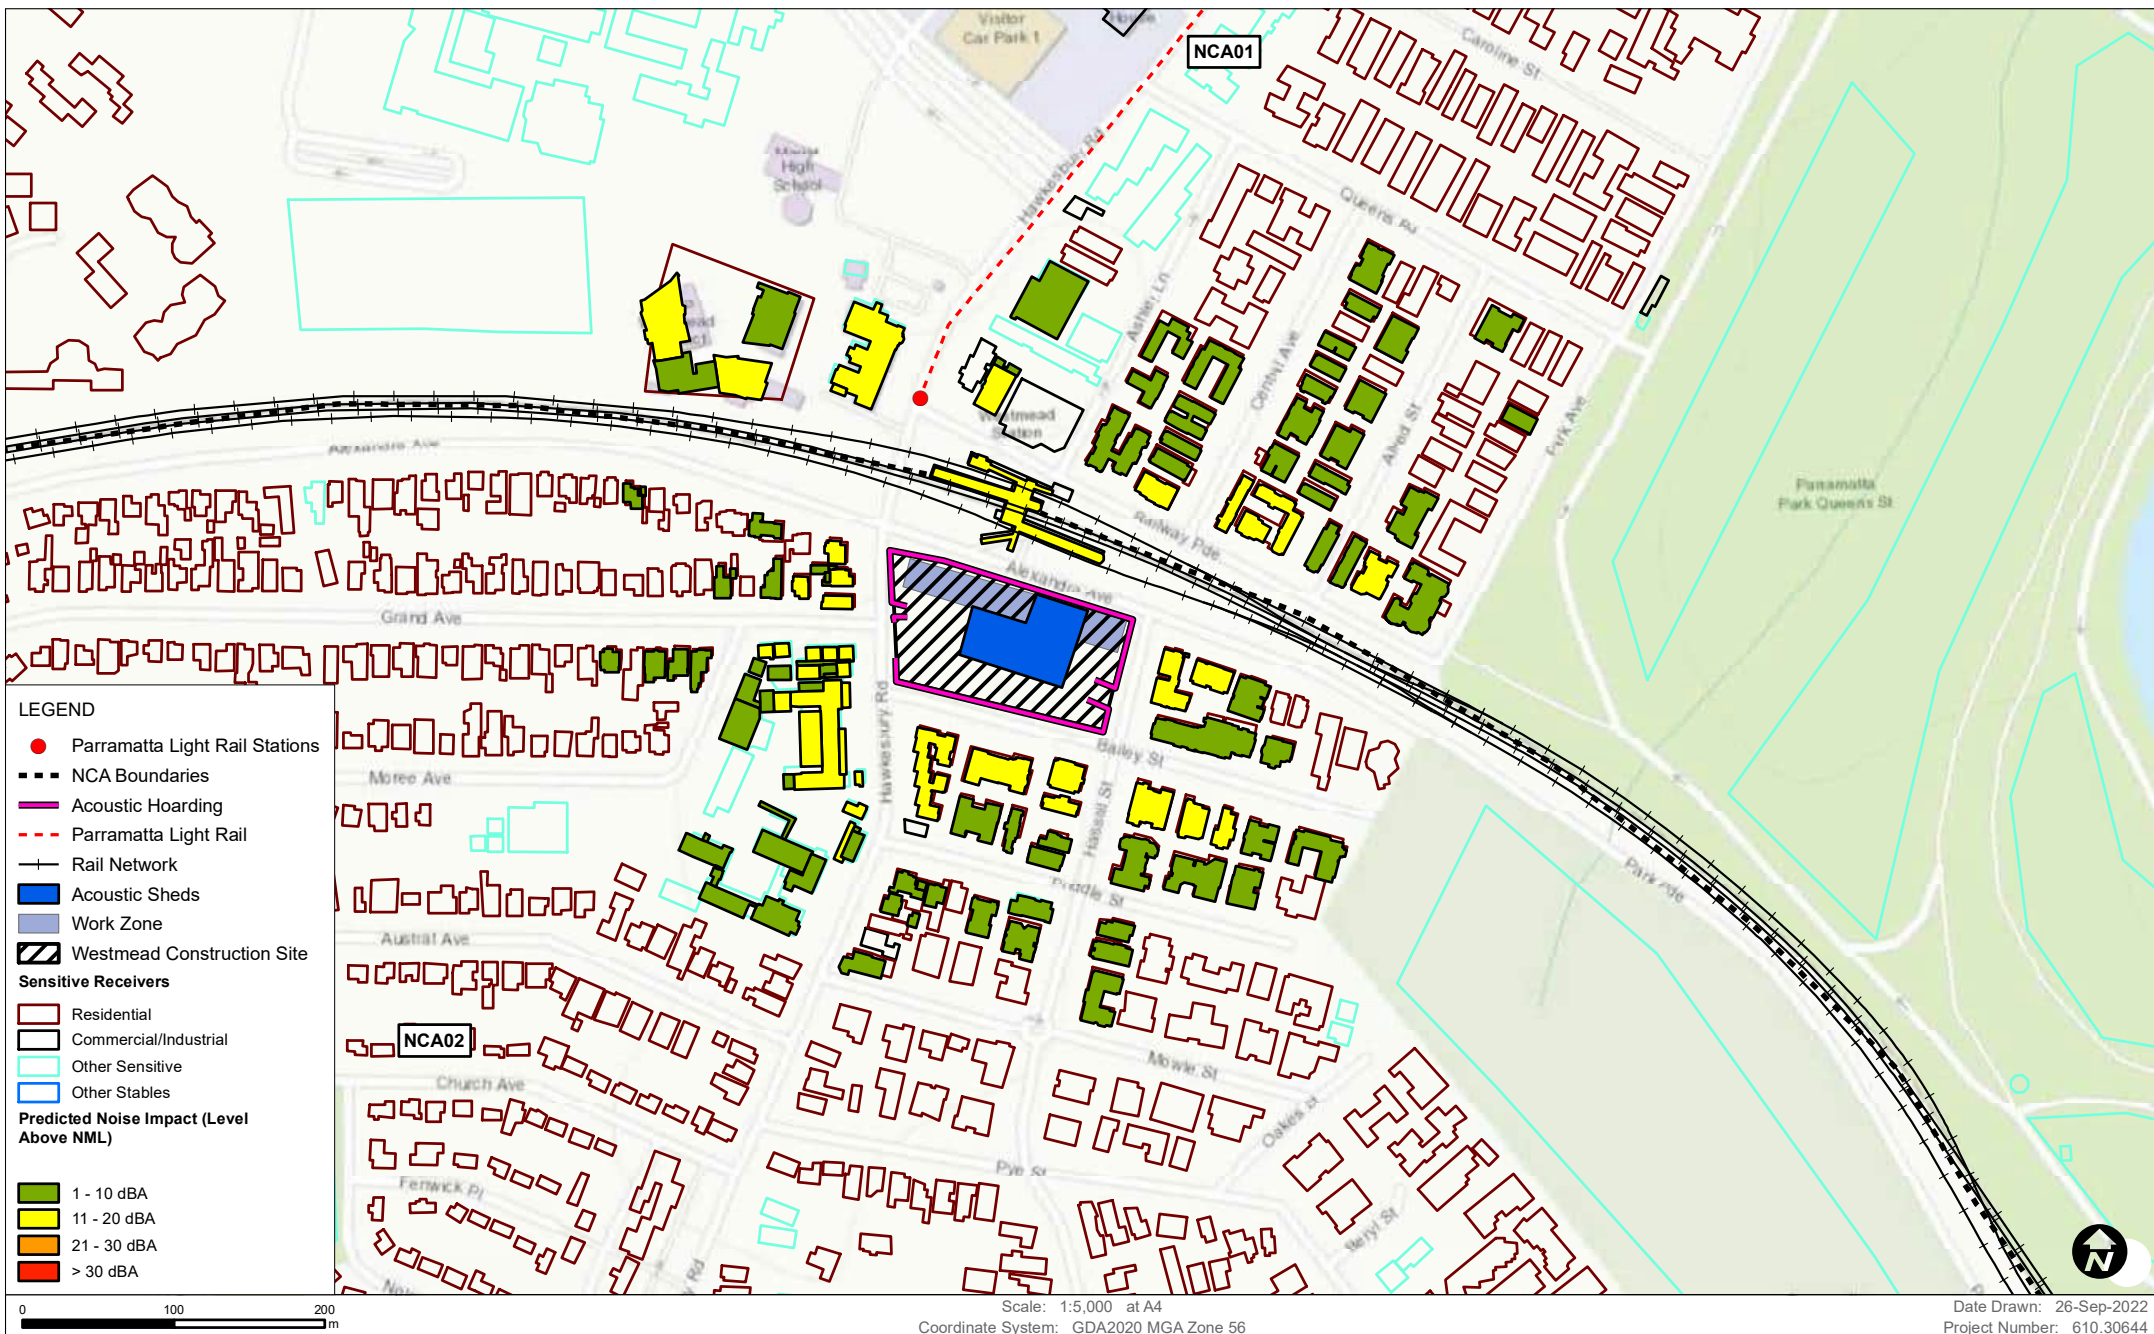 Visitor
Car Park 1
House
NCA01
Caroline St
High
School
Hawkesbury Rd
Queens Rd
Ashley Ln
Central Ave
Westmead
Station
Alfred St
Park Ave
Parramatta
Park Queens St
Alexandra Ave
Railway Pde
Alexandra Ave
Grand Ave
Hawkesbury Rd
Bailey St
Hassall St
Moree Ave
Park Pde
Austral Ave
NCA02
Church Ave
Mowle St
Oakes St
Pye St
Fenwick Pl
Beryl St
y Rd
LEGEND
Parramatta Light Rail Stations
NCA Boundaries
Acoustic Hoarding
Parramatta Light Rail
Rail Network
Acoustic Sheds
Work Zone
Westmead Construction Site
Sensitive Receivers
Residential
Commercial/Industrial
Other Sensitive
Other Stables
Predicted Noise Impact (Level
Above NML)
1 - 10 dBA
11 - 20 dBA
21 - 30 dBA
> 30 dBA
N
0 100 200
m
Scale: 1:5,000 at A4
Coordinate System: GDA2020 MGA Zone 56
Date Drawn: 26-Sep-2022
Project Number: 610.30644